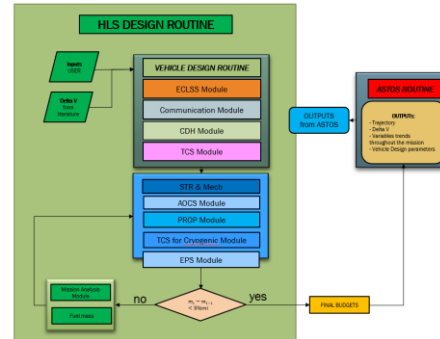 HLS DESIGN ROUTINE
Inputs
USER
Delta V
from
literature
VEHICLE DESIGN ROUTINE
ECLSS Module
Communication Module
CDH Module
TCS Module
STR & Mech
AOCS Module
PROP Module
TCS for Cryogenic Module
EPS Module
Mission Analysis
Module
Fuel mass
no
yes
FINAL BUDGETS
OUTPUTS
from ASTOS
ASTOS ROUTINE
OUTPUTs:
- Trajectory
- Delta V
- Variables trends
throughout the mission
- Vehicle Design parameters